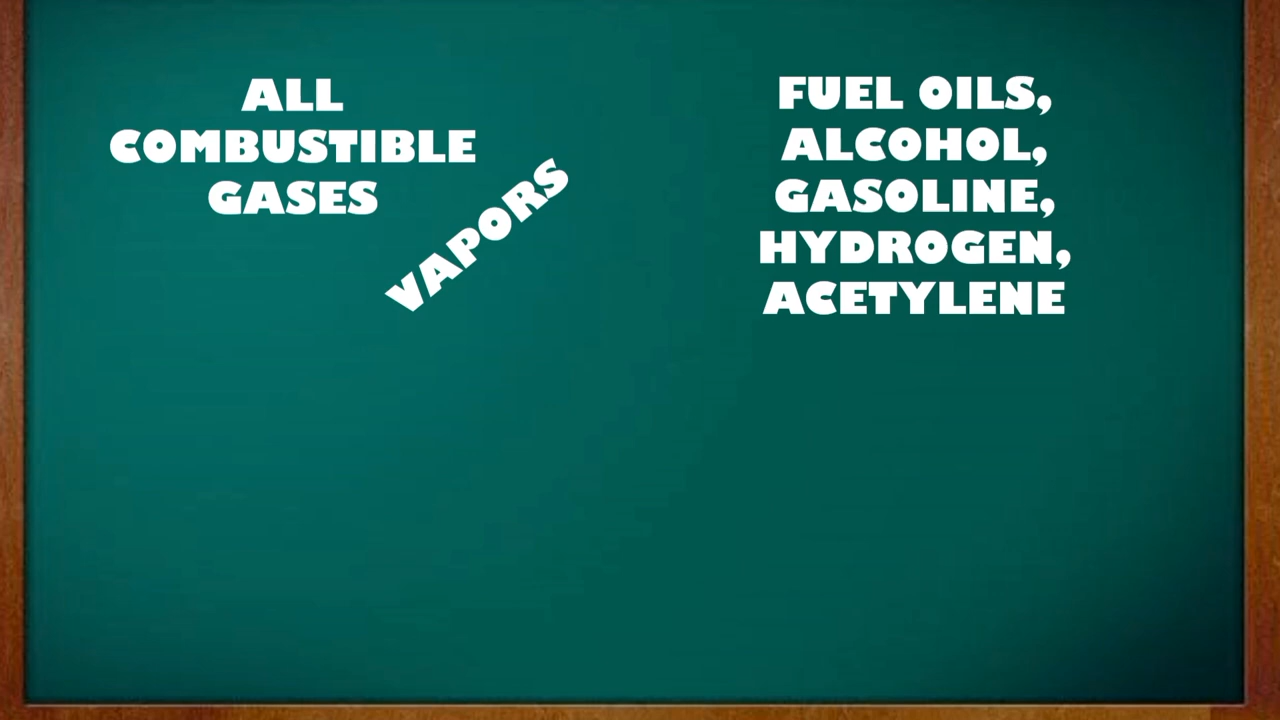 ALL
COMBUSTIBLE
GASES
VAPORS
FUEL OILS,
ALCOHOL,
GASOLINE,
HYDROGEN,
ACETYLENE